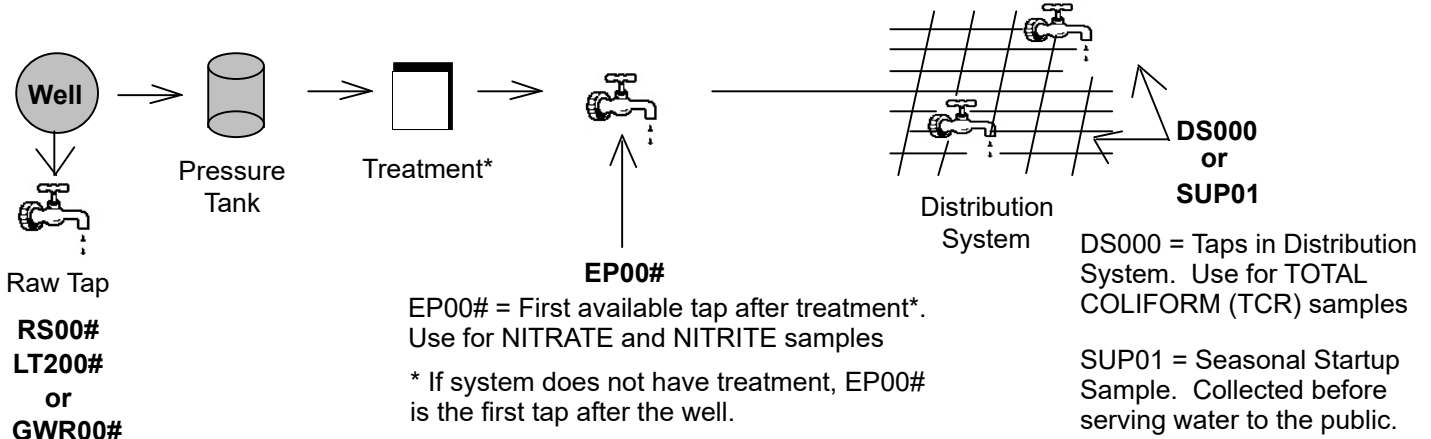 Well
Pressure
Tank
Treatment*
Raw Tap
RS00#
LT200#
or
GWR00#
EP00#
EP00# = First available tap after treatment*.
Use for NITRATE and NITRITE samples
* If system does not have treatment, EP00#
is the first tap after the well.
Distribution
System
DS000
or
SUP01
DS000 = Taps in Distribution
System. Use for TOTAL
COLIFORM (TCR) samples
SUP01 = Seasonal Startup
Sample. Collected before
serving water to the public.